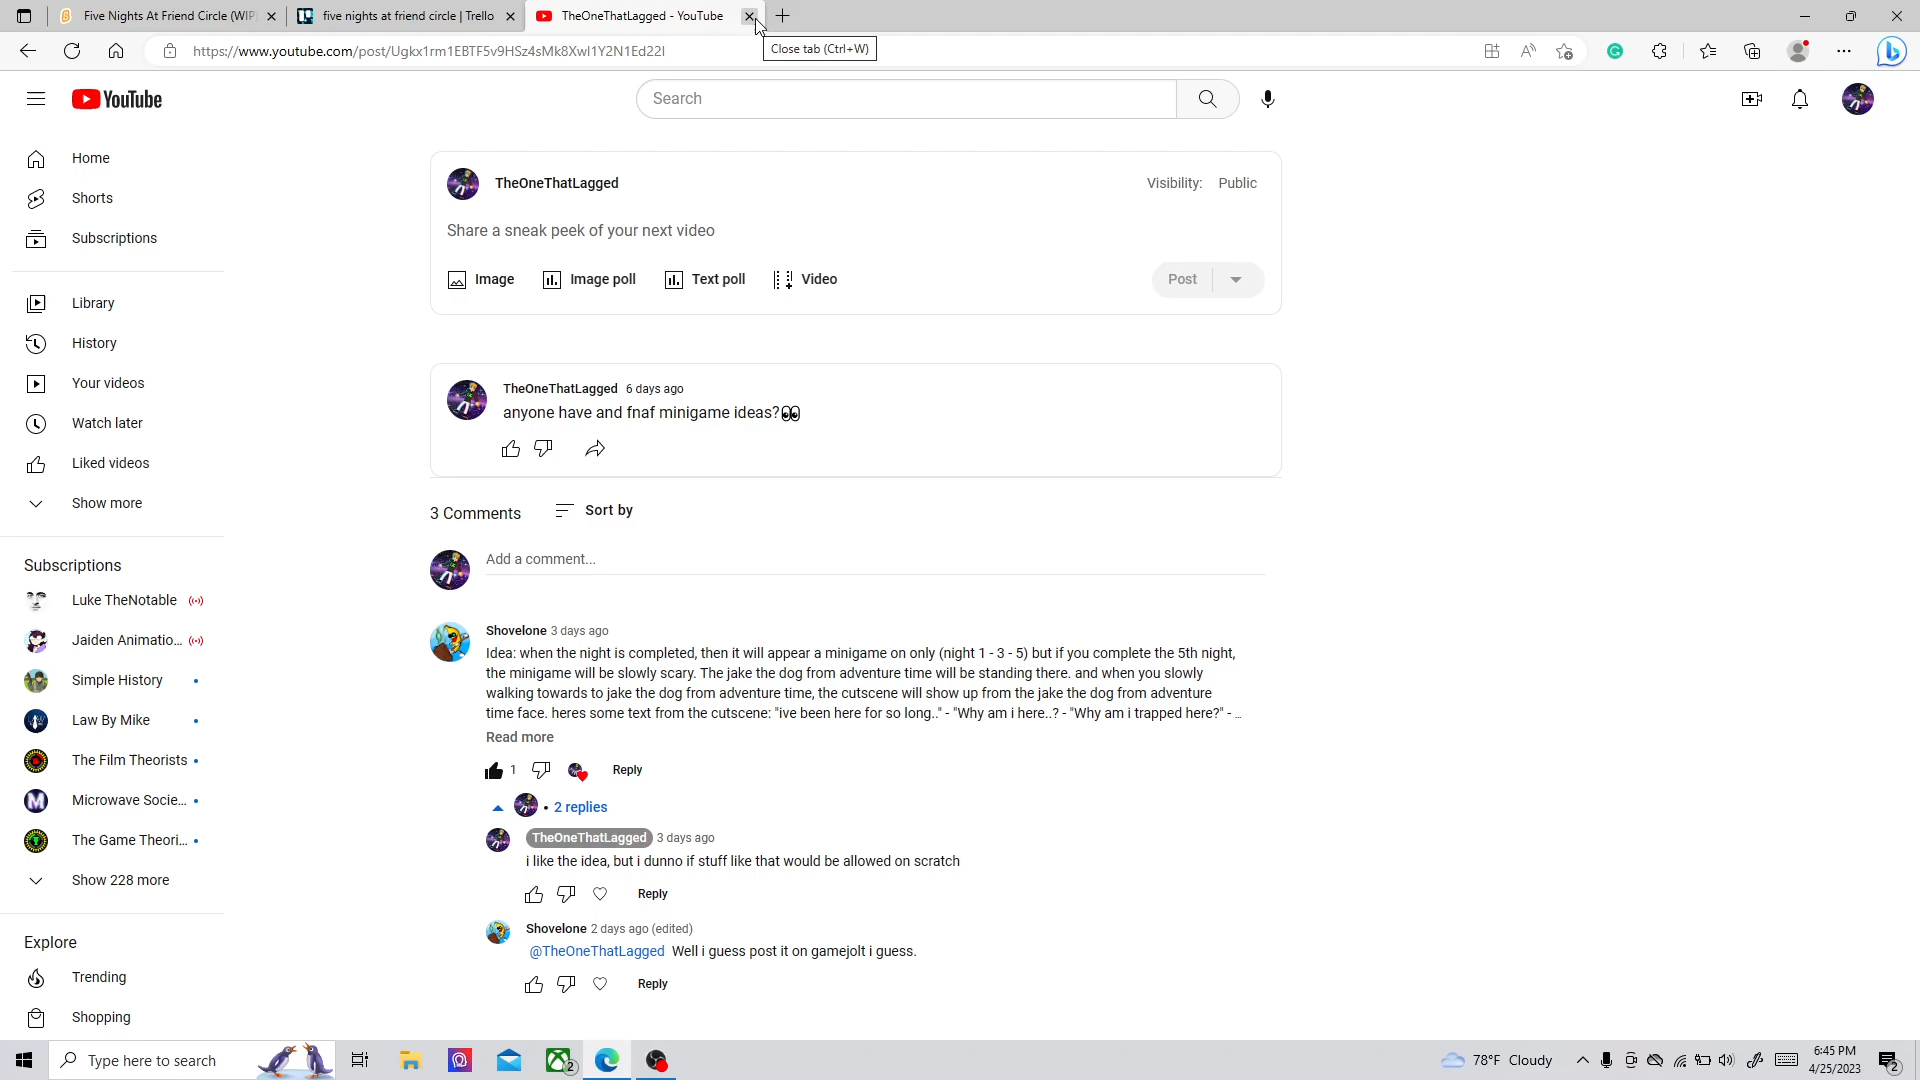 Five Nights At Friend Circle (WIP)
five nights at friend circle | Trello
TheOneThatLagged - YouTube
Close tab (Ctrl+W)
https://www.youtube.com/post/Ugkx1rm1EBTF5v9HSz4sMk8Xwl1Y2N1Ed22l
YouTube
Search
Home
Shorts
Subscriptions
Library
History
Your videos
Watch later
Liked videos
Show more
Subscriptions
Luke TheNotable
Jaiden Animatio...
Simple History
Law By Mike
The Film Theorists
Microwave Socie...
The Game Theori...
Show 228 more
Explore
Trending
Shopping
TheOneThatLagged
Visibility: Public
Share a sneak peek of your next video
Image
Image poll
Text poll
Video
Post
TheOneThatLagged 6 days ago
anyone have and fnaf minigame ideas?👀
3 Comments
Sort by
Add a comment...
Shovelone 3 days ago
Idea: when the night is completed, then it will appear a minigame on only (night 1 - 3 - 5) but if you complete the 5th night,
the minigame will be slowly scary. The jake the dog from adventure time will be standing there. and when you slowly
walking towards to jake the dog from adventure time, the cutscene will show up from the jake the dog from adventure
time face. heres some text from the cutscene: "ive been here for so long.." - "Why am i here..? - "Why am i trapped here?" - ...
Read more
1
Reply
• 2 replies
TheOneThatLagged 3 days ago
i like the idea, but i dunno if stuff like that would be allowed on scratch
Reply
Shovelone 2 days ago (edited)
@TheOneThatLagged Well i guess post it on gamejolt i guess.
Reply
Type here to search
2
78°F Cloudy
6:45 PM
4/25/2023
2